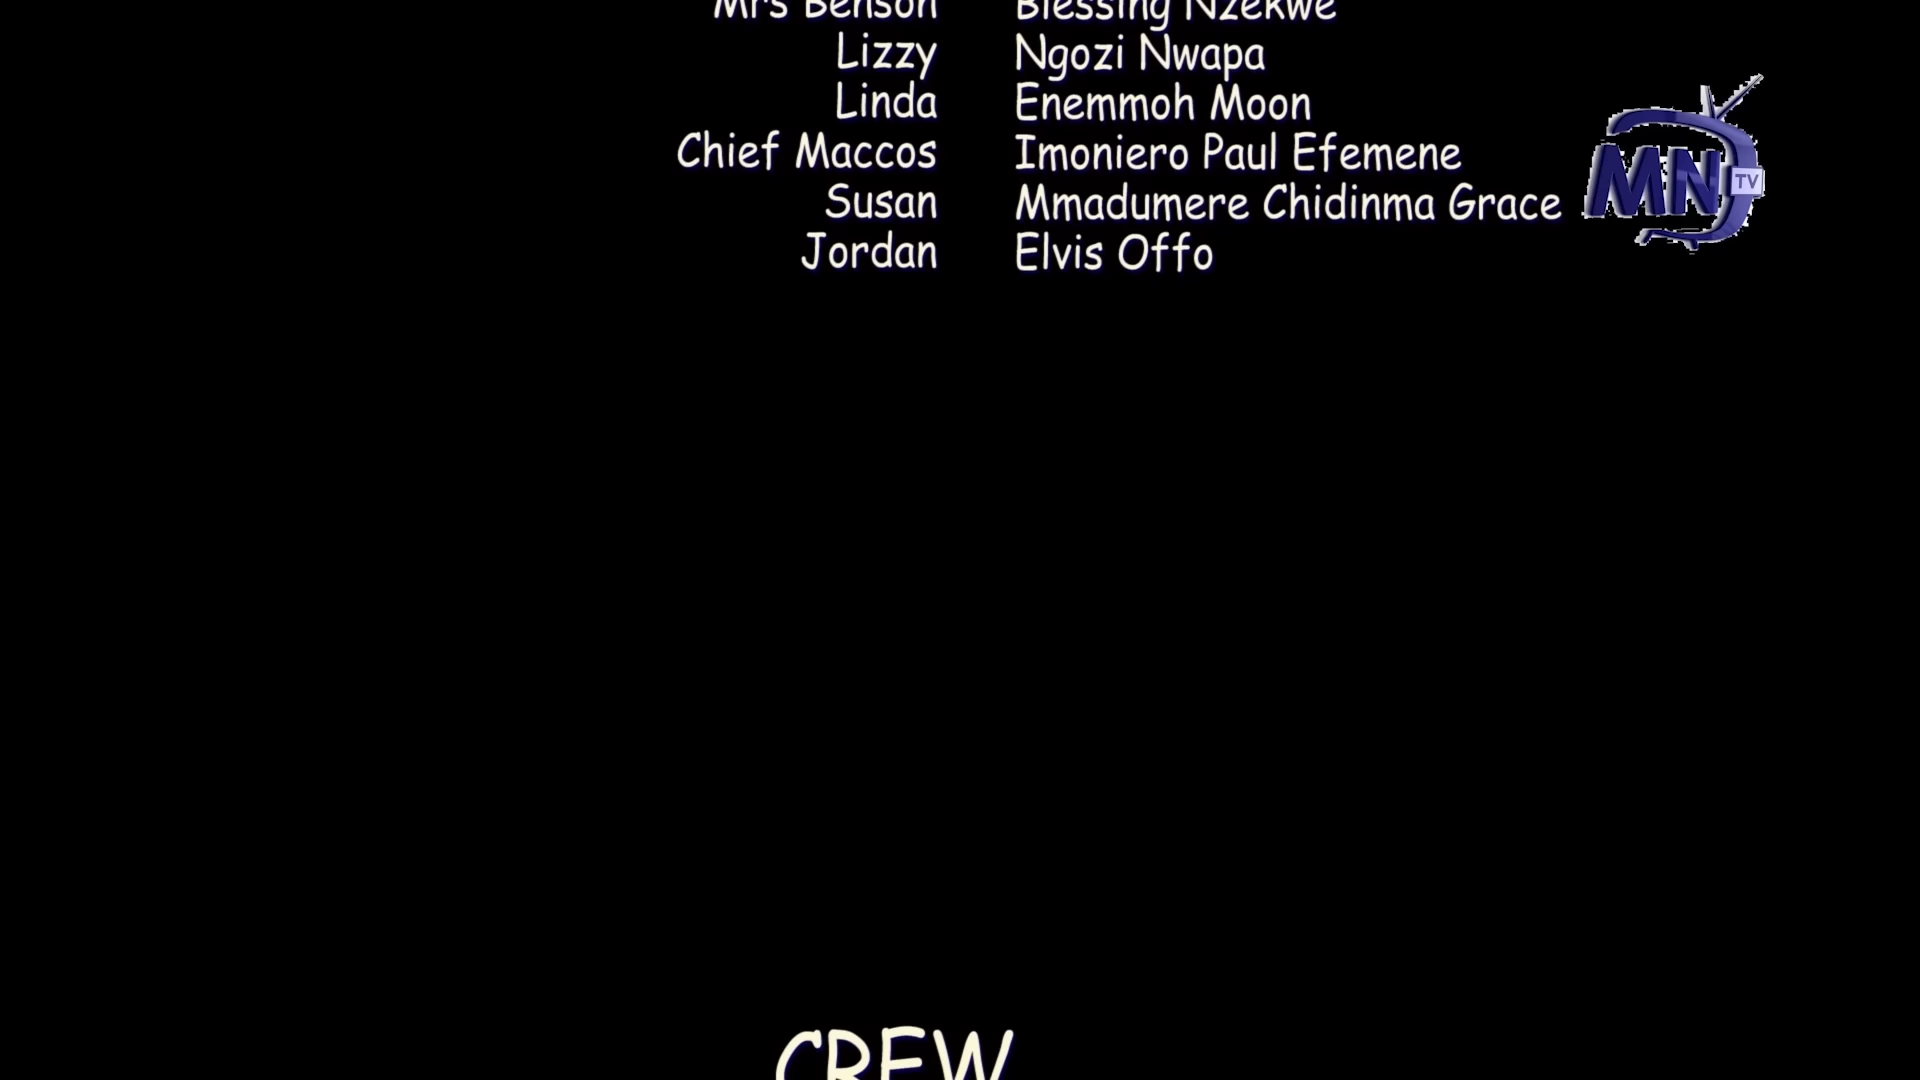 Mrs Benson Blessing Nzekwe
Lizzy Ngozi Nwapa
Linda Enemmoh Moon
Chief Maccos Imoniero Paul Efemene
Susan Mmadumere Chidinma Grace
Jordan Elvis Offo
MN TV
CREW